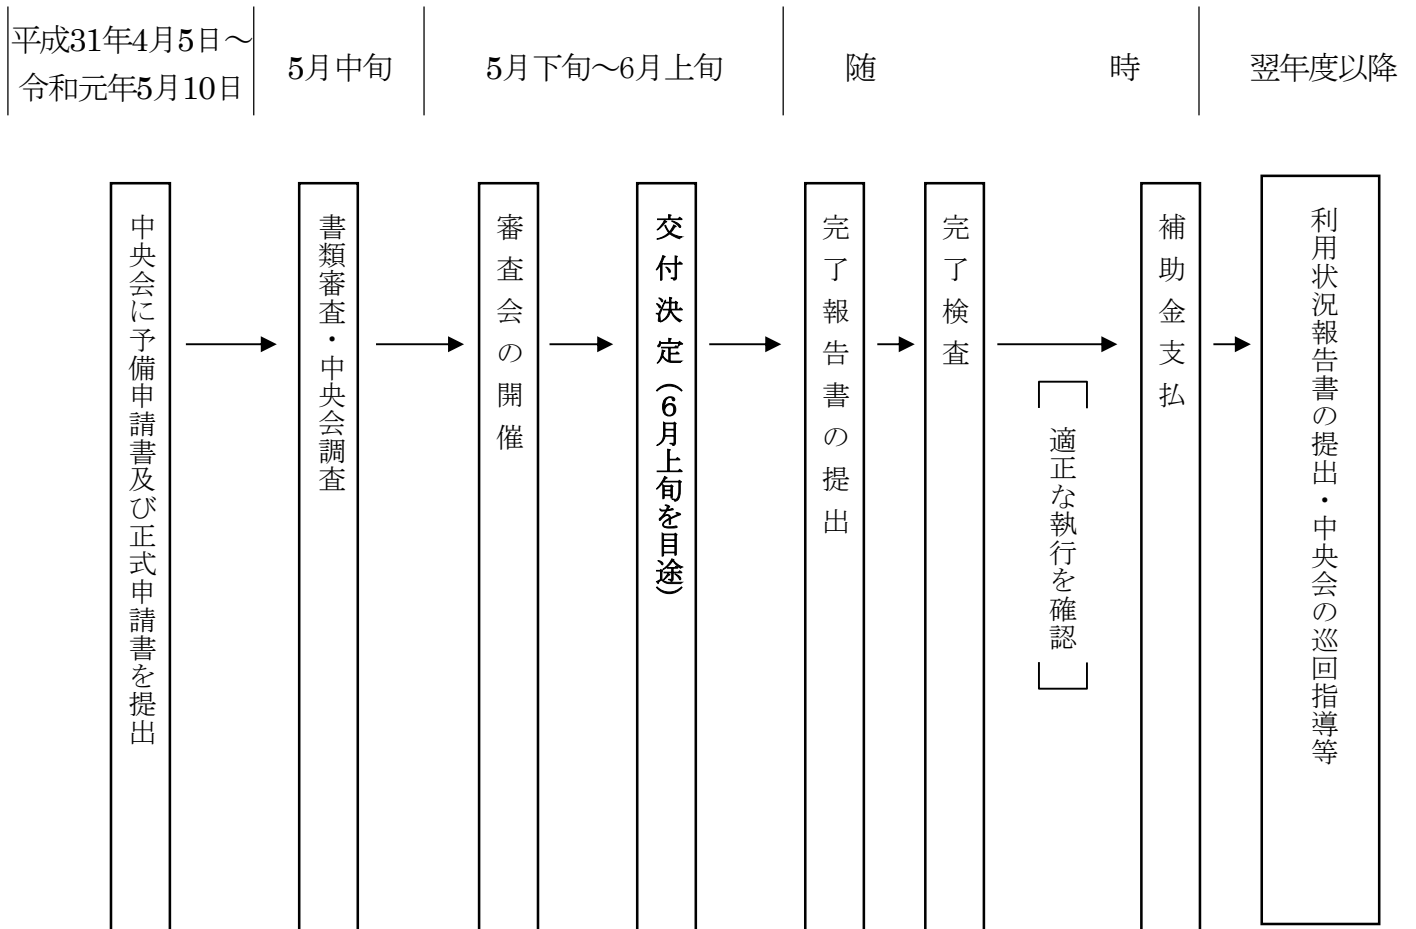 平成31年4月5日～
令和元年5月10日
5月中旬
5月下旬～6月上旬
随　時
翌年度以降
中央会に予備申請書及び正式申請書を提出
書類審査・中央会調査
審査会の開催
交付決定（6月上旬を目途）
完了報告書の提出
完了検査
適正な執行を確認
補助金支払
利用状況報告書の提出・中央会の巡回指導等